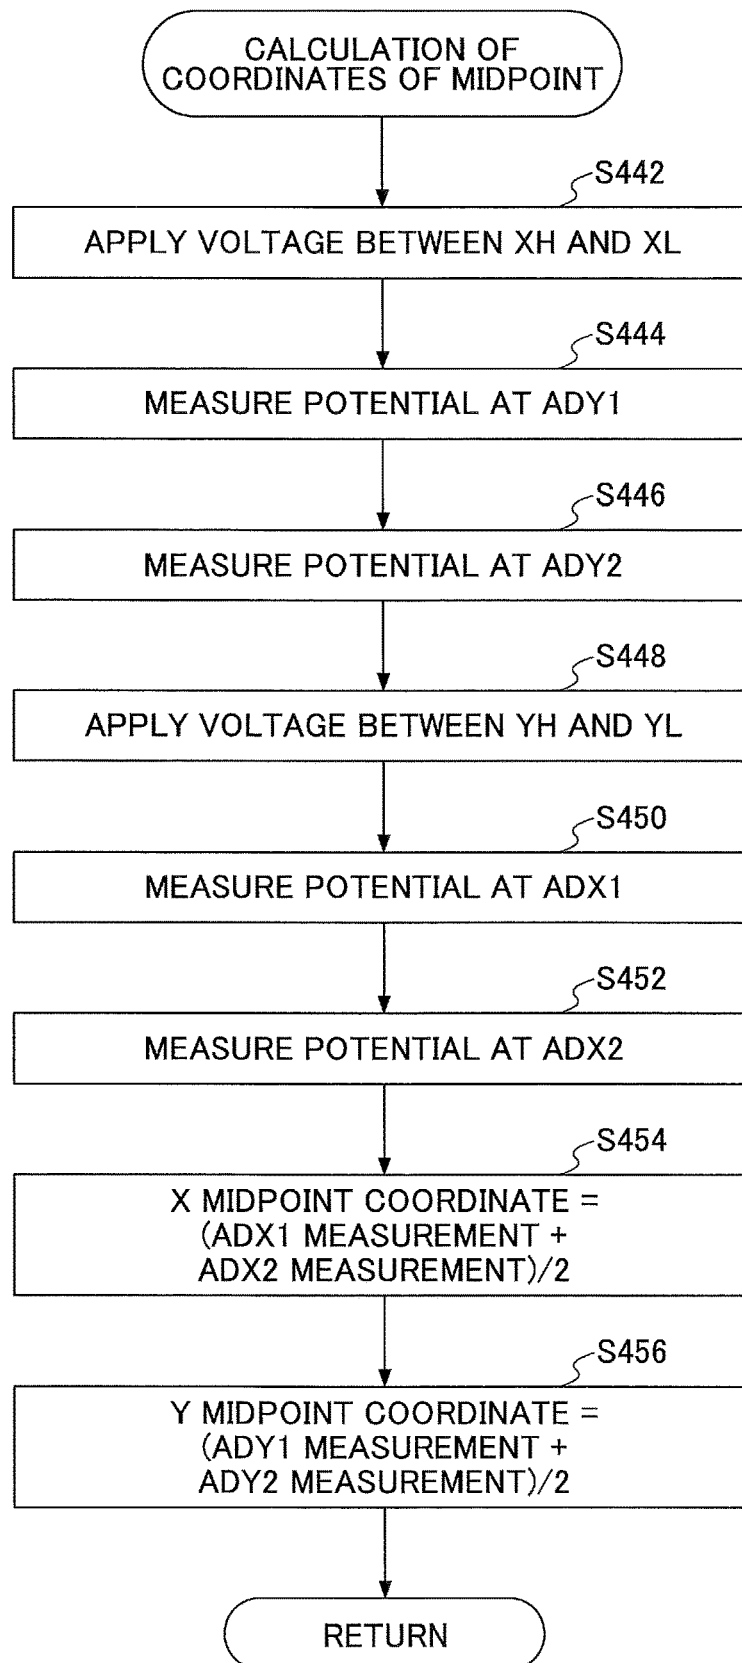 CALCULATION OF
COORDINATES OF MIDPOINT
S442
APPLY VOLTAGE BETWEEN XH AND XL
S444
MEASURE POTENTIAL AT ADY1
S446
MEASURE POTENTIAL AT ADY2
S448
APPLY VOLTAGE BETWEEN YH AND YL
S450
MEASURE POTENTIAL AT ADX1
S452
MEASURE POTENTIAL AT ADX2
S454
X MIDPOINT COORDINATE =
(ADX1 MEASUREMENT +
ADX2 MEASUREMENT)/2
S456
Y MIDPOINT COORDINATE =
(ADY1 MEASUREMENT +
ADY2 MEASUREMENT)/2
RETURN